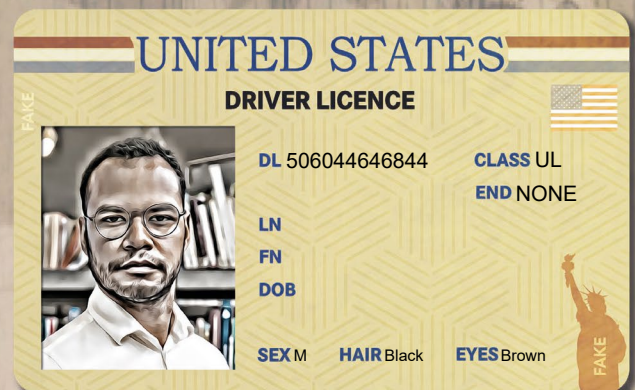 UNITED STATES
DRIVER LICENCE
FAKE
DL 506044646844 CLASS UL
END NONE
LN
FN
DOB
SEX M HAIR Black EYES Brown
FAKE